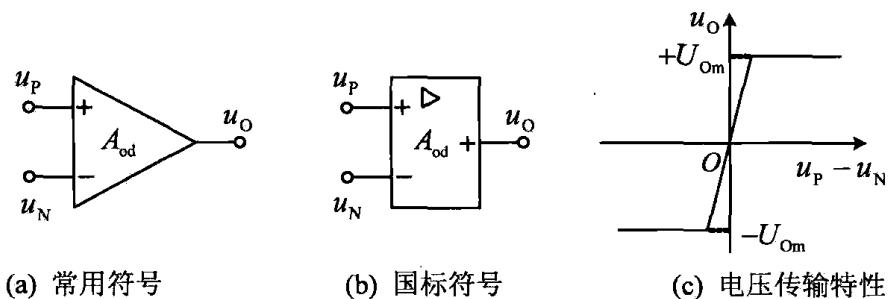 u_P
+
A_od
−
u_N
u_O
(a) 常用符号
u_P
+
▷
A_od
+
−
u_N
u_O
(b) 国标符号
u_O
+U_Om
O
u_P − u_N
−U_Om
(c) 电压传输特性